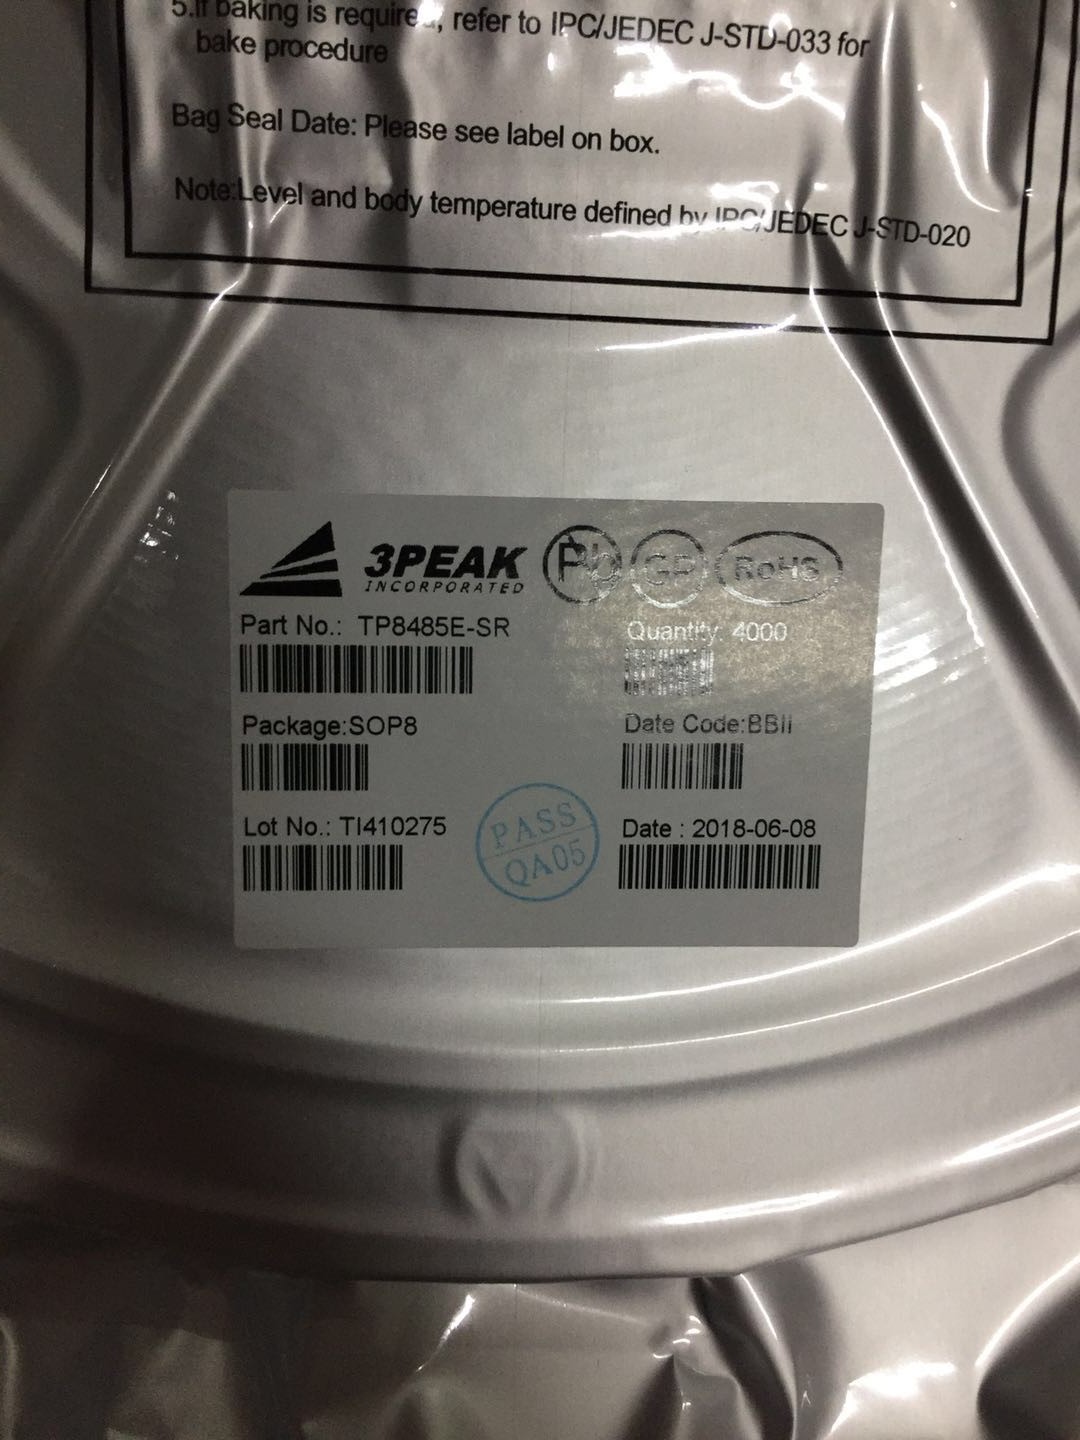 5.If baking is required, refer to IPC/JEDEC J-STD-033 for
bake procedure
Bag Seal Date: Please see label on box.
Note:Level and body temperature defined by IPC/JEDEC J-STD-020
3PEAK
INCORPORATED
Pb
GP
RoHS
Part No.: TP8485E-SR
Quantity: 4000
Package:SOP8
Date Code:BBII
Lot No.: TI410275
PASS
QA05
Date : 2018-06-08